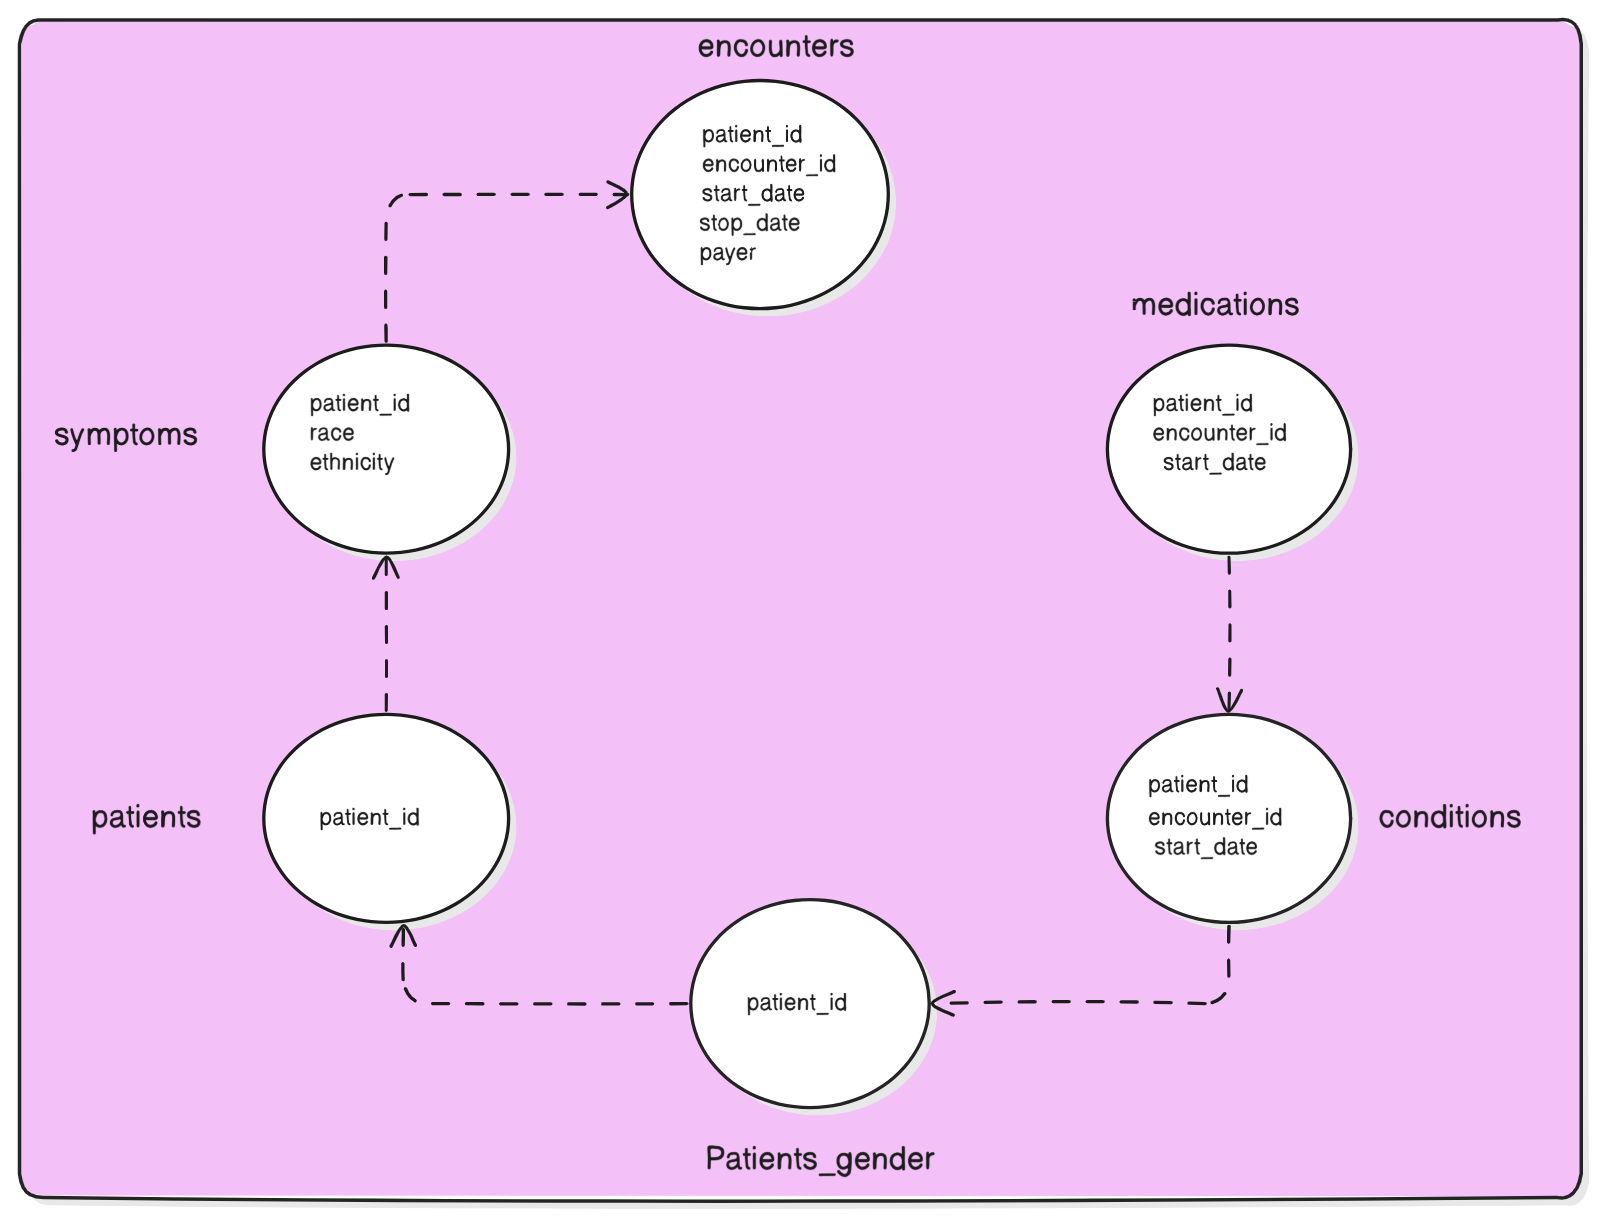 encounters
patient_id
encounter_id
start_date
stop_date
payer
medications
patient_id
encounter_id
start_date
symptoms
patient_id
race
ethnicity
patients
patient_id
patient_id
encounter_id
start_date
conditions
patient_id
Patients_gender